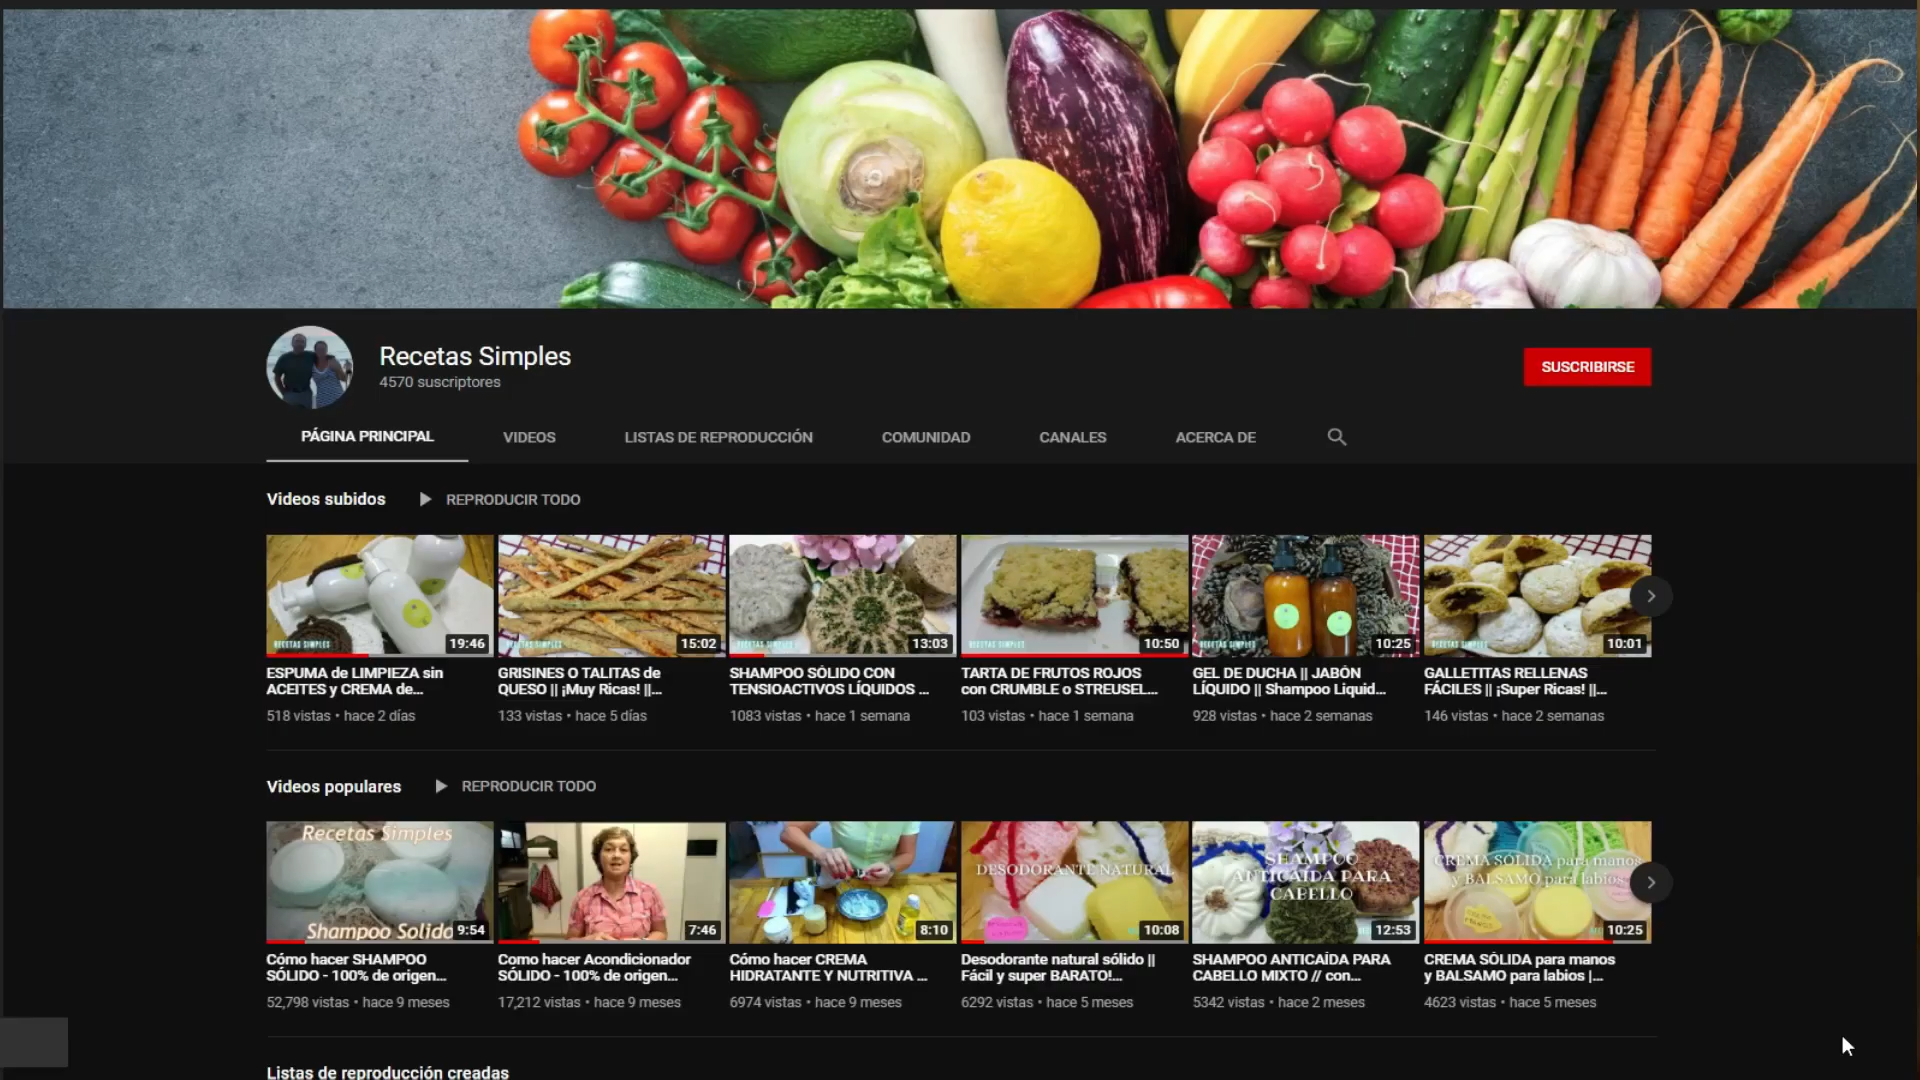 Recetas Simples
4570 suscriptores
SUSCRIBIRSE
PÁGINA PRINCIPAL
VIDEOS
LISTAS DE REPRODUCCIÓN
COMUNIDAD
CANALES
ACERCA DE
Videos subidos
REPRODUCIR TODO
RECETAS SIMPLES
19:46
15:02
13:03
RECETAS SIMPLES
10:50
RECETAS SIMPLES
10:25
10:01
ESPUMA de LIMPIEZA sin
ACEITES y CREMA de...
518 vistas • hace 2 días
GRISINES O TALITAS de
QUESO || ¡Muy Ricas! ||...
133 vistas • hace 5 días
SHAMPOO SÓLIDO CON
TENSIOACTIVOS LÍQUIDOS ...
1083 vistas • hace 1 semana
TARTA DE FRUTOS ROJOS
con CRUMBLE o STREUSEL...
103 vistas • hace 1 semana
GEL DE DUCHA || JABÓN
LÍQUIDO || Shampoo Liquid...
928 vistas • hace 2 semanas
GALLETITAS RELLENAS
FÁCILES || ¡Super Ricas! ||...
146 vistas • hace 2 semanas
Videos populares
REPRODUCIR TODO
Recetas Simples
Shampoo Solido
9:54
7:46
8:10
DESODORANTE NATURAL
10:08
SHAMPOO
ANTICAÍDA PARA
CABELLO
12:53
CREMA SÓLIDA para manos
y BALSAMO para labios
10:25
Cómo hacer SHAMPOO
SÓLIDO - 100% de origen...
52,798 vistas • hace 9 meses
Como hacer Acondicionador
SÓLIDO - 100% de origen...
17,212 vistas • hace 9 meses
Cómo hacer CREMA
HIDRATANTE Y NUTRITIVA ...
6974 vistas • hace 9 meses
Desodorante natural sólido ||
Fácil y super BARATO!...
6292 vistas • hace 5 meses
SHAMPOO ANTICAÍDA PARA
CABELLO MIXTO // con...
5342 vistas • hace 2 meses
CREMA SÓLIDA para manos
y BALSAMO para labios |...
4623 vistas • hace 5 meses
Listas de reproducción creadas